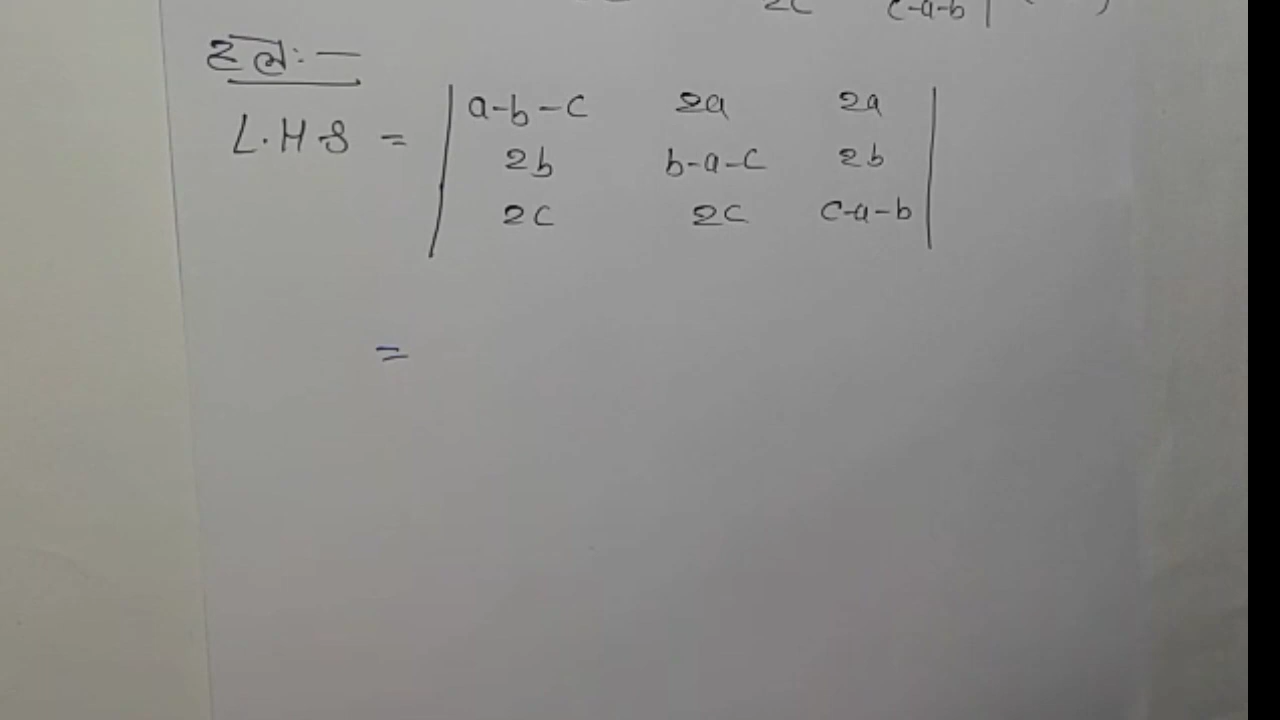 2c c-a-b
हल:-
L.H.S = | a-b-c 2a 2a |
| 2b b-a-c 2b |
| 2c 2c c-a-b |
=